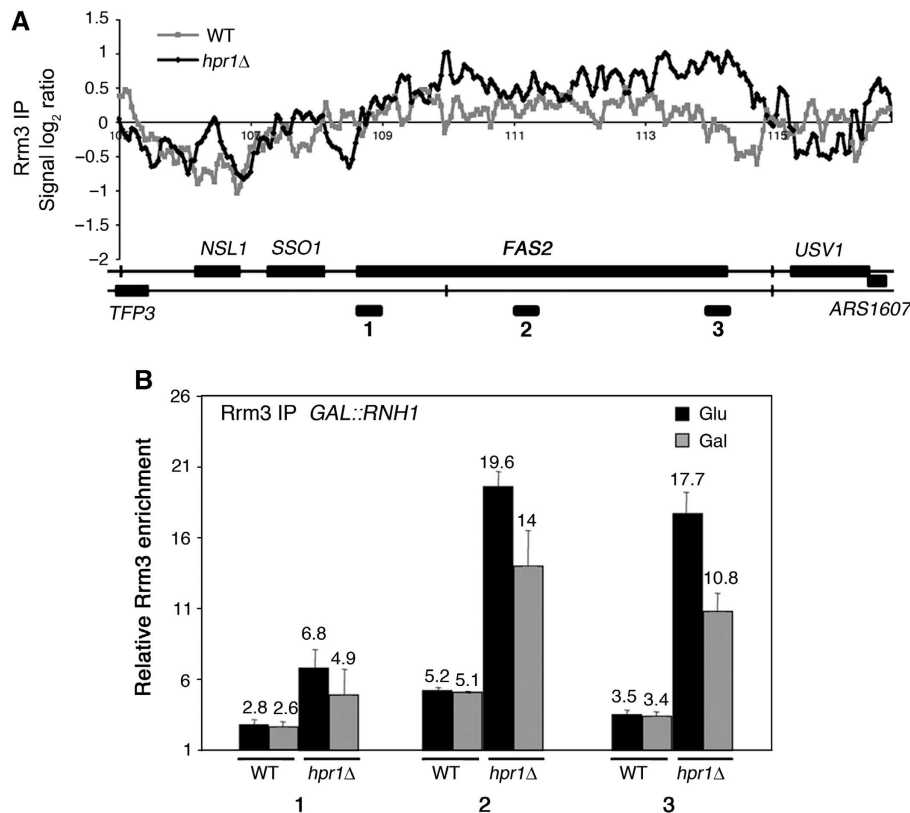 A
Rrm3 IP
Signal log2 ratio
1.5
1
0.5
0
−0.5
−1
−1.5
−2
WT
hpr1Δ
107
109
111
113
115
NSL1
SSO1
FAS2
USV1
TFP3
ARS1607
1
2
3
B
Relative Rrm3 enrichment
26
21
16
11
6
1
Rrm3 IP GAL::RNH1
Glu
Gal
2.8
2.6
6.8
4.9
5.2
5.1
19.6
14
3.5
3.4
17.7
10.8
WT
hpr1Δ
WT
hpr1Δ
WT
hpr1Δ
1
2
3